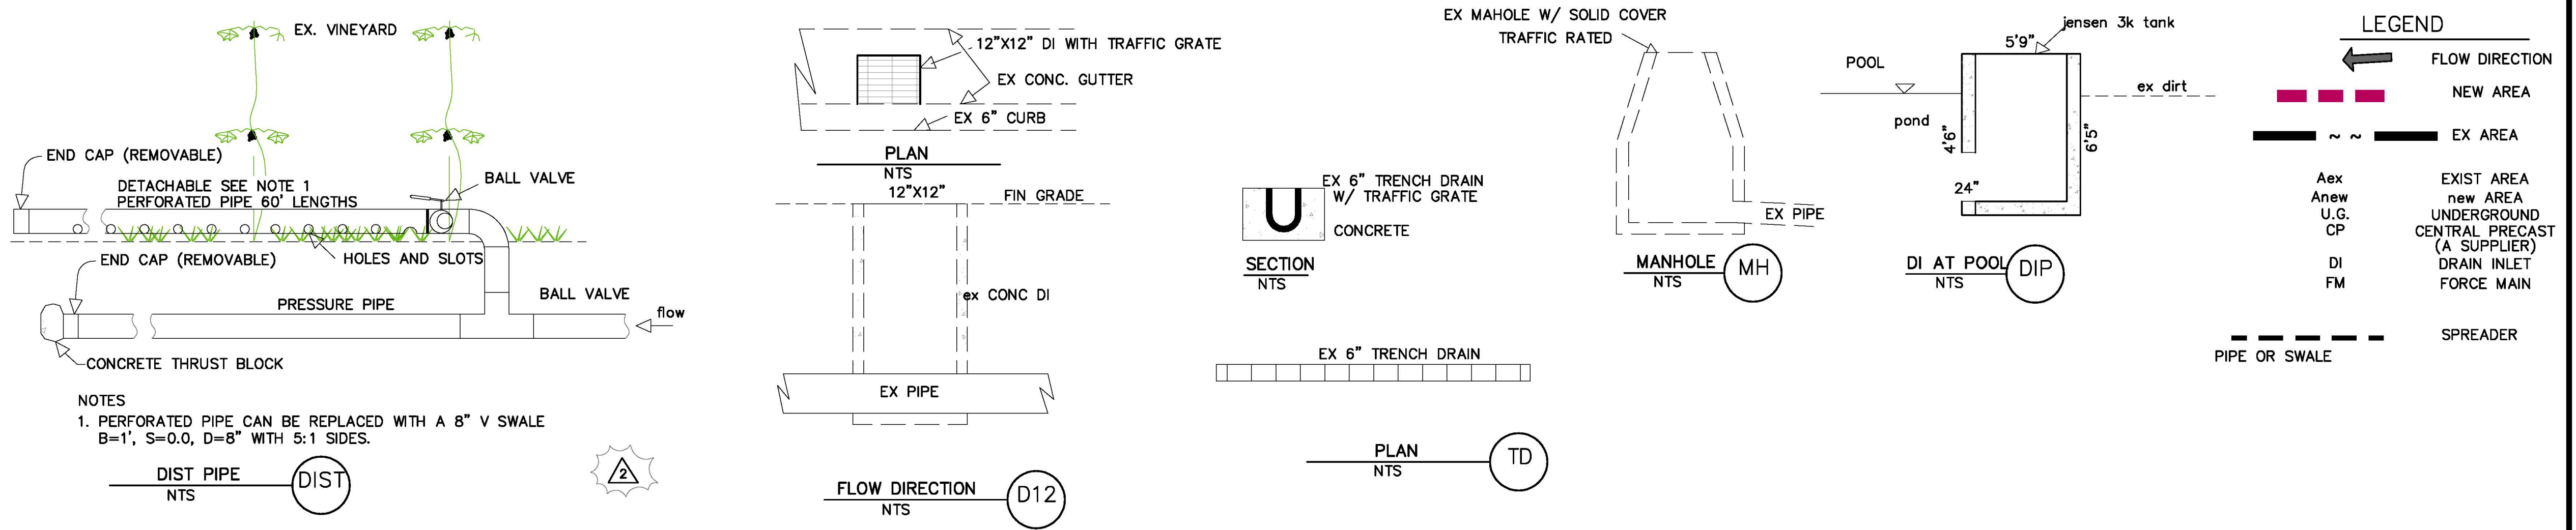 EX. VINEYARD
END CAP (REMOVABLE)
DETACHABLE SEE NOTE 1
PERFORATED PIPE 60' LENGTHS
BALL VALVE
END CAP (REMOVABLE)
HOLES AND SLOTS
PRESSURE PIPE
BALL VALVE
flow
CONCRETE THRUST BLOCK
NOTES
1. PERFORATED PIPE CAN BE REPLACED WITH A 8" V SWALE
B=1', S=0.0, D=8" WITH 5:1 SIDES.
DIST PIPE
NTS
DIST
2
12"X12" DI WITH TRAFFIC GRATE
EX CONC. GUTTER
EX 6" CURB
PLAN
NTS
12"X12"
FIN GRADE
ex CONC DI
EX PIPE
FLOW DIRECTION
NTS
D12
EX 6" TRENCH DRAIN
W/ TRAFFIC GRATE
CONCRETE
SECTION
NTS
EX 6" TRENCH DRAIN
PLAN
NTS
TD
EX MAHOLE W/ SOLID COVER
TRAFFIC RATED
EX PIPE
MANHOLE
NTS
MH
jensen 3k tank
5'9"
POOL
ex dirt
pond
4'6"
6'5"
24"
DI AT POOL
NTS
DIP
LEGEND
FLOW DIRECTION
NEW AREA
~ ~ EX AREA
Aex EXIST AREA
Anew new AREA
U.G. UNDERGROUND
CP CENTRAL PRECAST
(A SUPPLIER)
DI DRAIN INLET
FM FORCE MAIN
SPREADER
PIPE OR SWALE